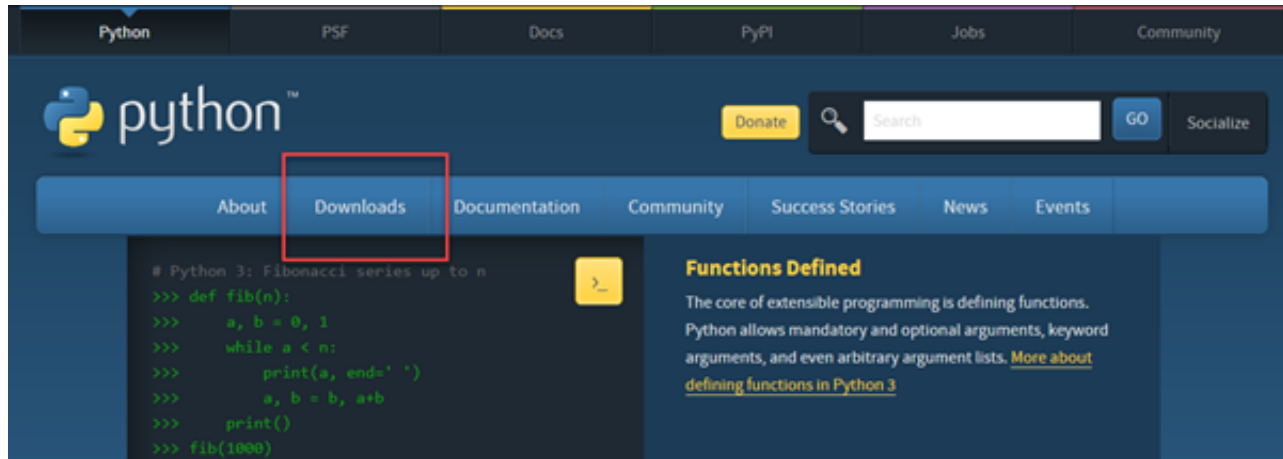 Python PSF Docs PyPI Jobs Community
python™
Donate Search GO Socialize
About Downloads Documentation Community Success Stories News Events
# Python 3: Fibonacci series up to n
>>> def fib(n):
>>>     a, b = 0, 1
>>>     while a < n:
>>>         print(a, end=' ')
>>>         a, b = b, a+b
>>>     print()
>>> fib(1000)
>_
Functions Defined
The core of extensible programming is defining functions.
Python allows mandatory and optional arguments, keyword
arguments, and even arbitrary argument lists. More about
defining functions in Python 3